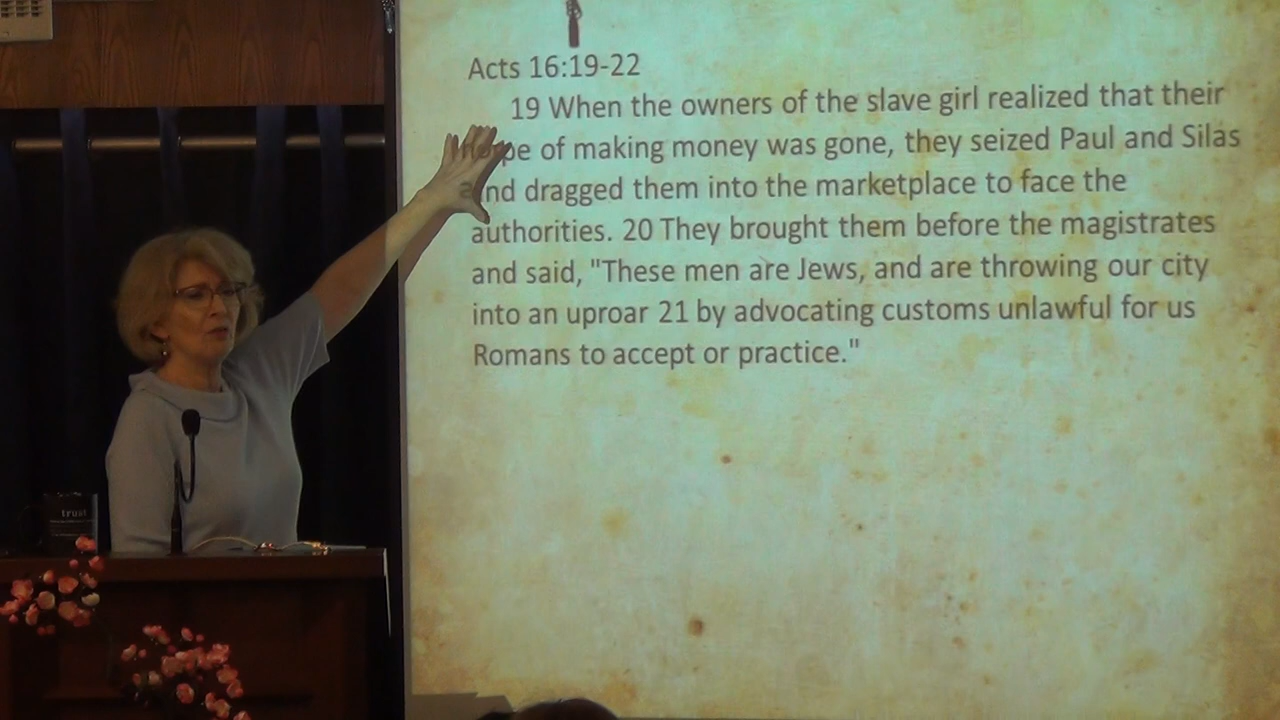 Acts 16:19-22
19 When the owners of the slave girl realized that their
hope of making money was gone, they seized Paul and Silas
and dragged them into the marketplace to face the
authorities. 20 They brought them before the magistrates
and said, "These men are Jews, and are throwing our city
into an uproar 21 by advocating customs unlawful for us
Romans to accept or practice."
trust